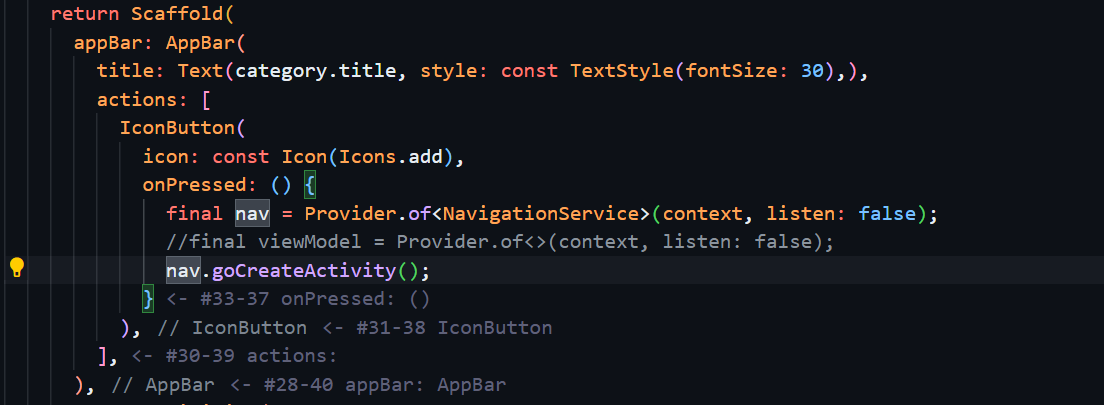 return Scaffold(
appBar: AppBar(
title: Text(category.title, style: const TextStyle(fontSize: 30),),
actions: [
IconButton(
icon: const Icon(Icons.add),
onPressed: () {
final nav = Provider.of<NavigationService>(context, listen: false);
//final viewModel = Provider.of<>(context, listen: false);
nav.goCreateActivity();
} <- #33-37 onPressed: ()
), // IconButton <- #31-38 IconButton
], <- #30-39 actions:
), // AppBar <- #28-40 appBar: AppBar